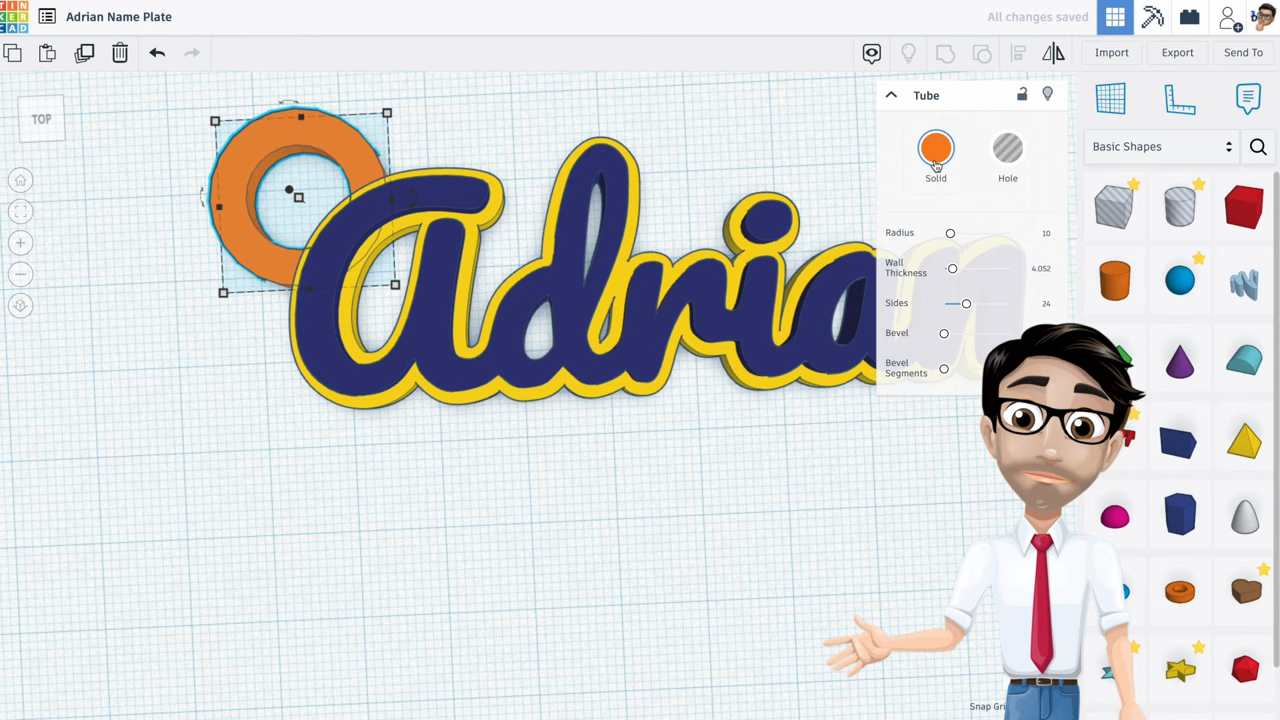 TIN
KER
CAD
Adrian Name Plate
All changes saved
Import
Export
Send To
TOP
Tube
Basic Shapes
Solid
Hole
Radius
10
Wall
Thickness
4.052
Sides
24
Bevel
Bevel
Segments
Adrian
Snap Gri